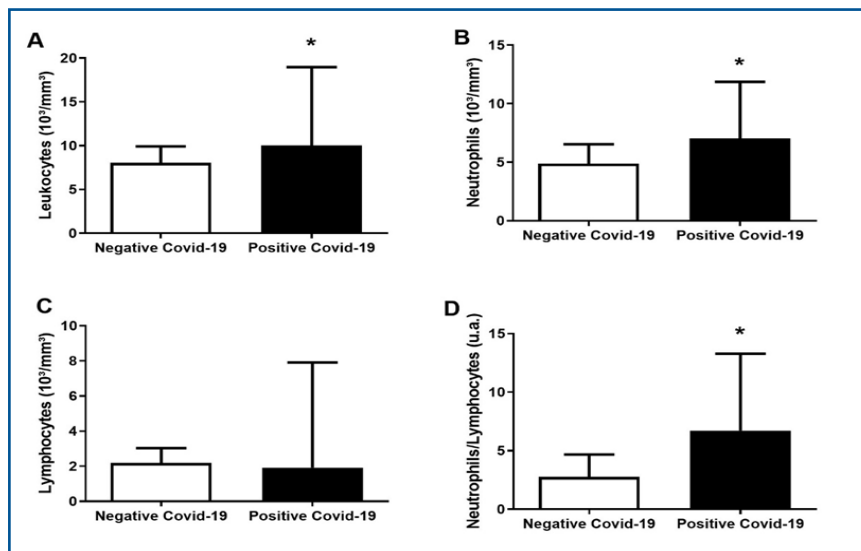 A
*
Leukocytes (10³/mm³)
20
15
10
5
0
Negative Covid-19 Positive Covid-19
B
*
Neutrophils (10³/mm³)
15
10
5
0
Negative Covid-19 Positive Covid-19
C
Lymphocytes (10³/mm³)
10
8
6
4
2
0
Negative Covid-19 Positive Covid-19
D
*
Neutrophils/Lymphocytes (u.a.)
15
10
5
0
Negative Covid-19 Positive Covid-19